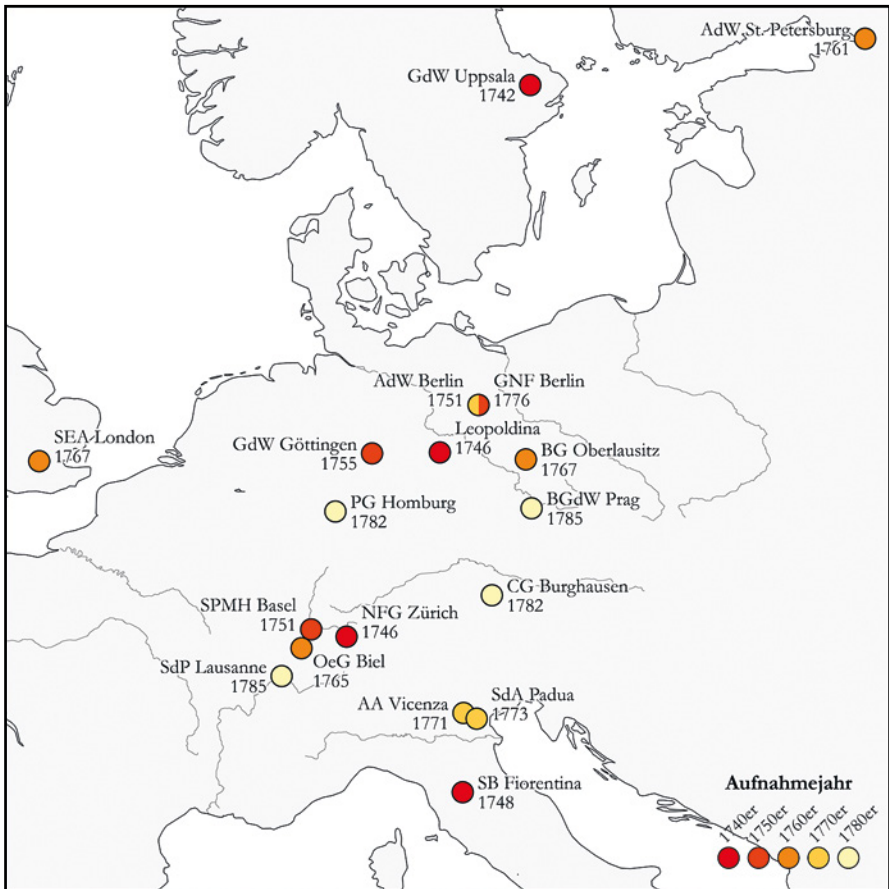 AdW St. Petersburg
1761
GdW Uppsala
1742
AdW Berlin
1751
GNF Berlin
1776
SEA London
1767
GdW Göttingen
1755
Leopoldina
1746
BG Oberlausitz
1767
PG Homburg
1782
BGdW Prag
1785
CG Burghausen
1782
SPMH Basel
1751
NFG Zürich
1746
OeG Biel
1765
SdP Lausanne
1785
AA Vicenza
1771
SdA Padua
1773
SB Fiorentina
1748
Aufnahmejahr
1740er
1750er
1760er
1770er
1780er